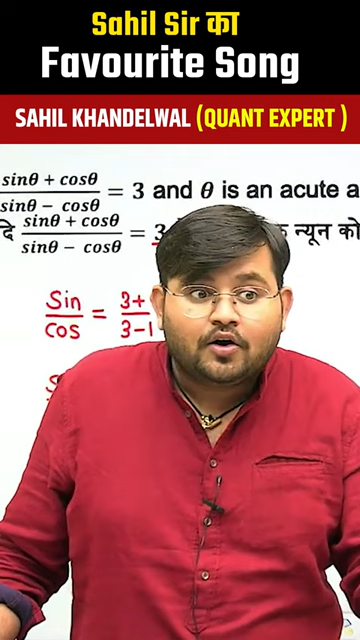 Sahil Sir का
Favourite Song
SAHIL KHANDELWAL (QUANT EXPERT )
sinθ + cosθ / sinθ − cosθ = 3 and θ is an acute a
sinθ + cosθ / sinθ − cosθ = 3 न्यून को
Sin / cos = 3+ / 3-1